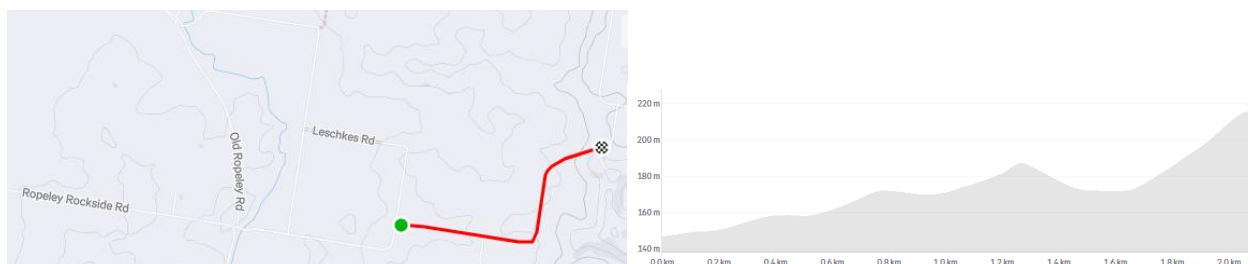 Leschkes Rd
Old Ropeley Rd
Ropeley Rockside Rd
220 m
200 m
180 m
160 m
140 m
0.0 km 0.2 km 0.4 km 0.6 km 0.8 km 1.0 km 1.2 km 1.4 km 1.6 km 1.8 km 2.0 km